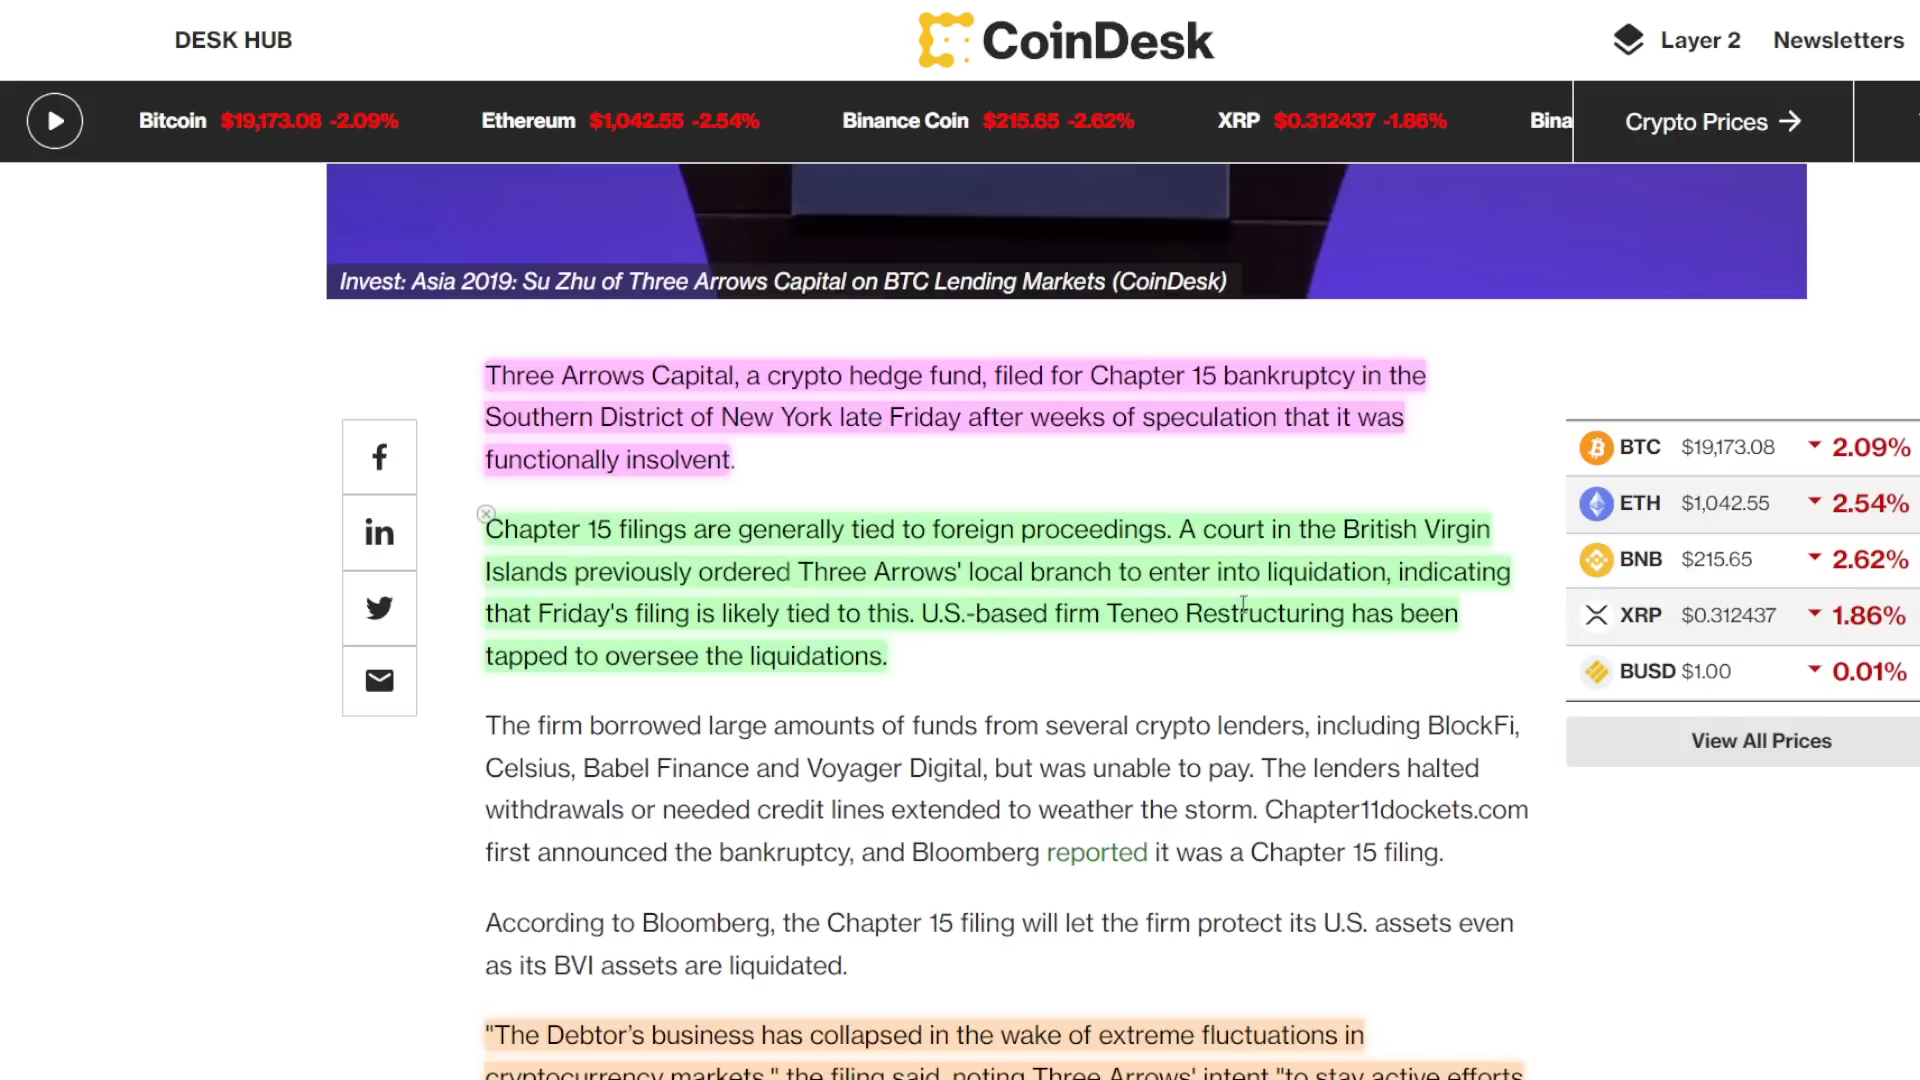 DESK HUB
CoinDesk
Layer 2
Newsletters
Bitcoin $19,173.08 -2.09% Ethereum $1,042.55 -2.54% Binance Coin $215.65 -2.62% XRP $0.312437 -1.86% Bina
Crypto Prices →
Invest: Asia 2019: Su Zhu of Three Arrows Capital on BTC Lending Markets (CoinDesk)
Three Arrows Capital, a crypto hedge fund, filed for Chapter 15 bankruptcy in the
Southern District of New York late Friday after weeks of speculation that it was
functionally insolvent.
Chapter 15 filings are generally tied to foreign proceedings. A court in the British Virgin
Islands previously ordered Three Arrows' local branch to enter into liquidation, indicating
that Friday's filing is likely tied to this. U.S.-based firm Teneo Restructuring has been
tapped to oversee the liquidations.
The firm borrowed large amounts of funds from several crypto lenders, including BlockFi,
Celsius, Babel Finance and Voyager Digital, but was unable to pay. The lenders halted
withdrawals or needed credit lines extended to weather the storm. Chapter11dockets.com
first announced the bankruptcy, and Bloomberg reported it was a Chapter 15 filing.
According to Bloomberg, the Chapter 15 filing will let the firm protect its U.S. assets even
as its BVI assets are liquidated.
"The Debtor's business has collapsed in the wake of extreme fluctuations in
cryptocurrency markets," the filing said, noting Three Arrows' intent "to stay active efforts
BTC $19,173.08 2.09%
ETH $1,042.55 2.54%
BNB $215.65 2.62%
XRP $0.312437 1.86%
BUSD $1.00 0.01%
View All Prices